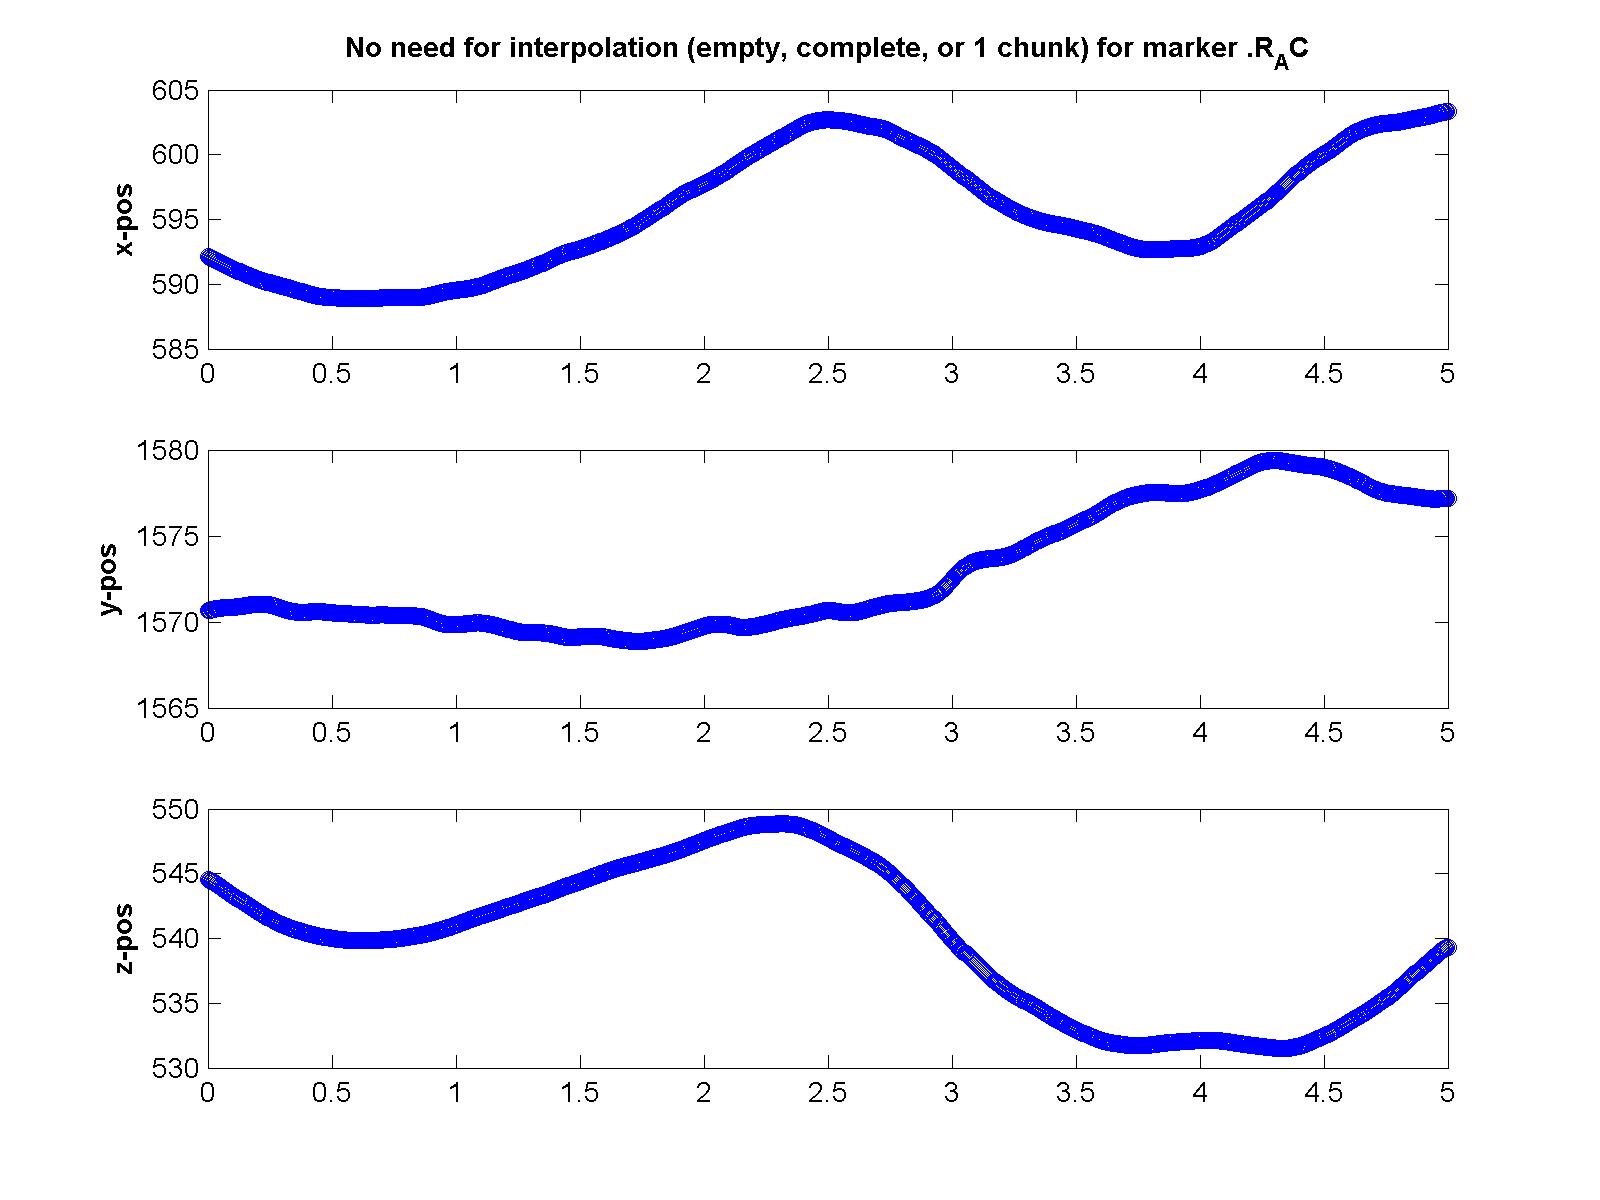 No need for interpolation (empty, complete, or 1 chunk) for marker .R_AC
605
600
595
590
585
x-pos
0 0.5 1 1.5 2 2.5 3 3.5 4 4.5 5
1580
1575
1570
1565
y-pos
0 0.5 1 1.5 2 2.5 3 3.5 4 4.5 5
550
545
540
535
530
z-pos
0 0.5 1 1.5 2 2.5 3 3.5 4 4.5 5